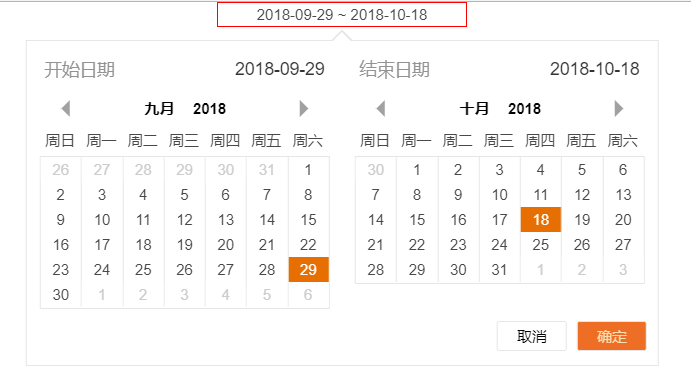 2018-09-29 ~ 2018-10-18
开始日期 2018-09-29
九月 2018
周日 周一 周二 周三 周四 周五 周六
26 27 28 29 30 31 1
2 3 4 5 6 7 8
9 10 11 12 13 14 15
16 17 18 19 20 21 22
23 24 25 26 27 28 29
30 1 2 3 4 5 6
结束日期 2018-10-18
十月 2018
周日 周一 周二 周三 周四 周五 周六
30 1 2 3 4 5 6
7 8 9 10 11 12 13
14 15 16 17 18 19 20
21 22 23 24 25 26 27
28 29 30 31 1 2 3
取消 确定